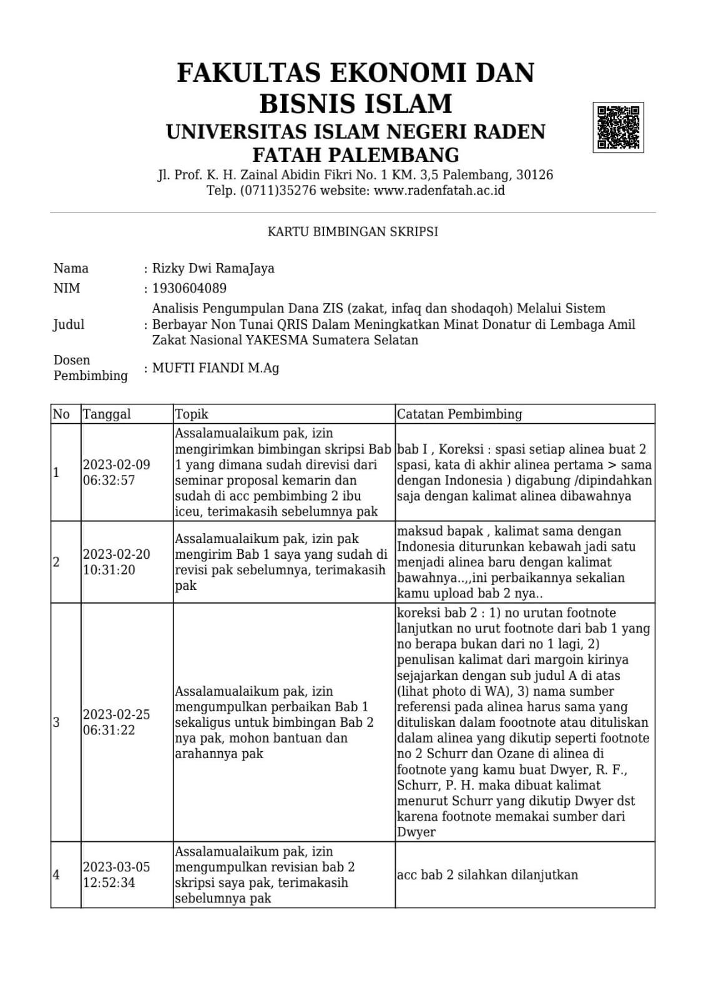 FAKULTAS EKONOMI DAN
BISNIS ISLAM
UNIVERSITAS ISLAM NEGERI RADEN
FATAH PALEMBANG
Jl. Prof. K. H. Zainal Abidin Fikri No. 1 KM. 3,5 Palembang, 30126
Telp. (0711)35276 website: www.radenfatah.ac.id
KARTU BIMBINGAN SKRIPSI
Nama : Rizky Dwi RamaJaya
NIM : 1930604089
Judul : Analisis Pengumpulan Dana ZIS (zakat, infaq dan shodaqoh) Melalui Sistem
Berbayar Non Tunai QRIS Dalam Meningkatkan Minat Donatur di Lembaga Amil
Zakat Nasional YAKESMA Sumatera Selatan
Dosen
Pembimbing : MUFTI FIANDI M.Ag
No Tanggal Topik Catatan Pembimbing
1
2023-02-09
06:32:57
Assalamualaikum pak, izin
mengirimkan bimbingan skripsi Bab
1 yang dimana sudah direvisi dari
seminar proposal kemarin dan
sudah di acc pembimbing 2 ibu
iceu, terimakasih sebelumnya pak
bab I , Koreksi : spasi setiap alinea buat 2
spasi, kata di akhir alinea pertama > sama
dengan Indonesia ) digabung /dipindahkan
saja dengan kalimat alinea dibawahnya
2
2023-02-20
10:31:20
Assalamualaikum pak, izin pak
mengirim Bab 1 saya yang sudah di
revisi pak sebelumnya, terimakasih
pak
maksud bapak , kalimat sama dengan
Indonesia diturunkan kebawah jadi satu
menjadi alinea baru dengan kalimat
bawahnya..,,ini perbaikannya sekalian
kamu upload bab 2 nya..
3
2023-02-25
06:31:22
Assalamualaikum pak, izin
mengumpulkan perbaikan Bab 1
sekaligus untuk bimbingan Bab 2
nya pak, mohon bantuan dan
arahannya pak
koreksi bab 2 : 1) no urutan footnote
lanjutkan no urut footnote dari bab 1 yang
no berapa bukan dari no 1 lagi, 2)
penulisan kalimat dari margoin kirinya
sejajarkan dengan sub judul A di atas
(lihat photo di WA), 3) nama sumber
referensi pada alinea harus sama yang
dituliskan dalam foootnote atau dituliskan
dalam alinea yang dikutip seperti footnote
no 2 Schurr dan Ozane di alinea di
footnote yang kamu buat Dwyer, R. F.,
Schurr, P. H. maka dibuat kalimat
menurut Schurr yang dikutip Dwyer dst
karena footnote memakai sumber dari
Dwyer
4
2023-03-05
12:52:34
Assalamualaikum pak, izin
mengumpulkan revisian bab 2
skripsi saya pak, terimakasih
sebelumnya pak
acc bab 2 silahkan dilanjutkan